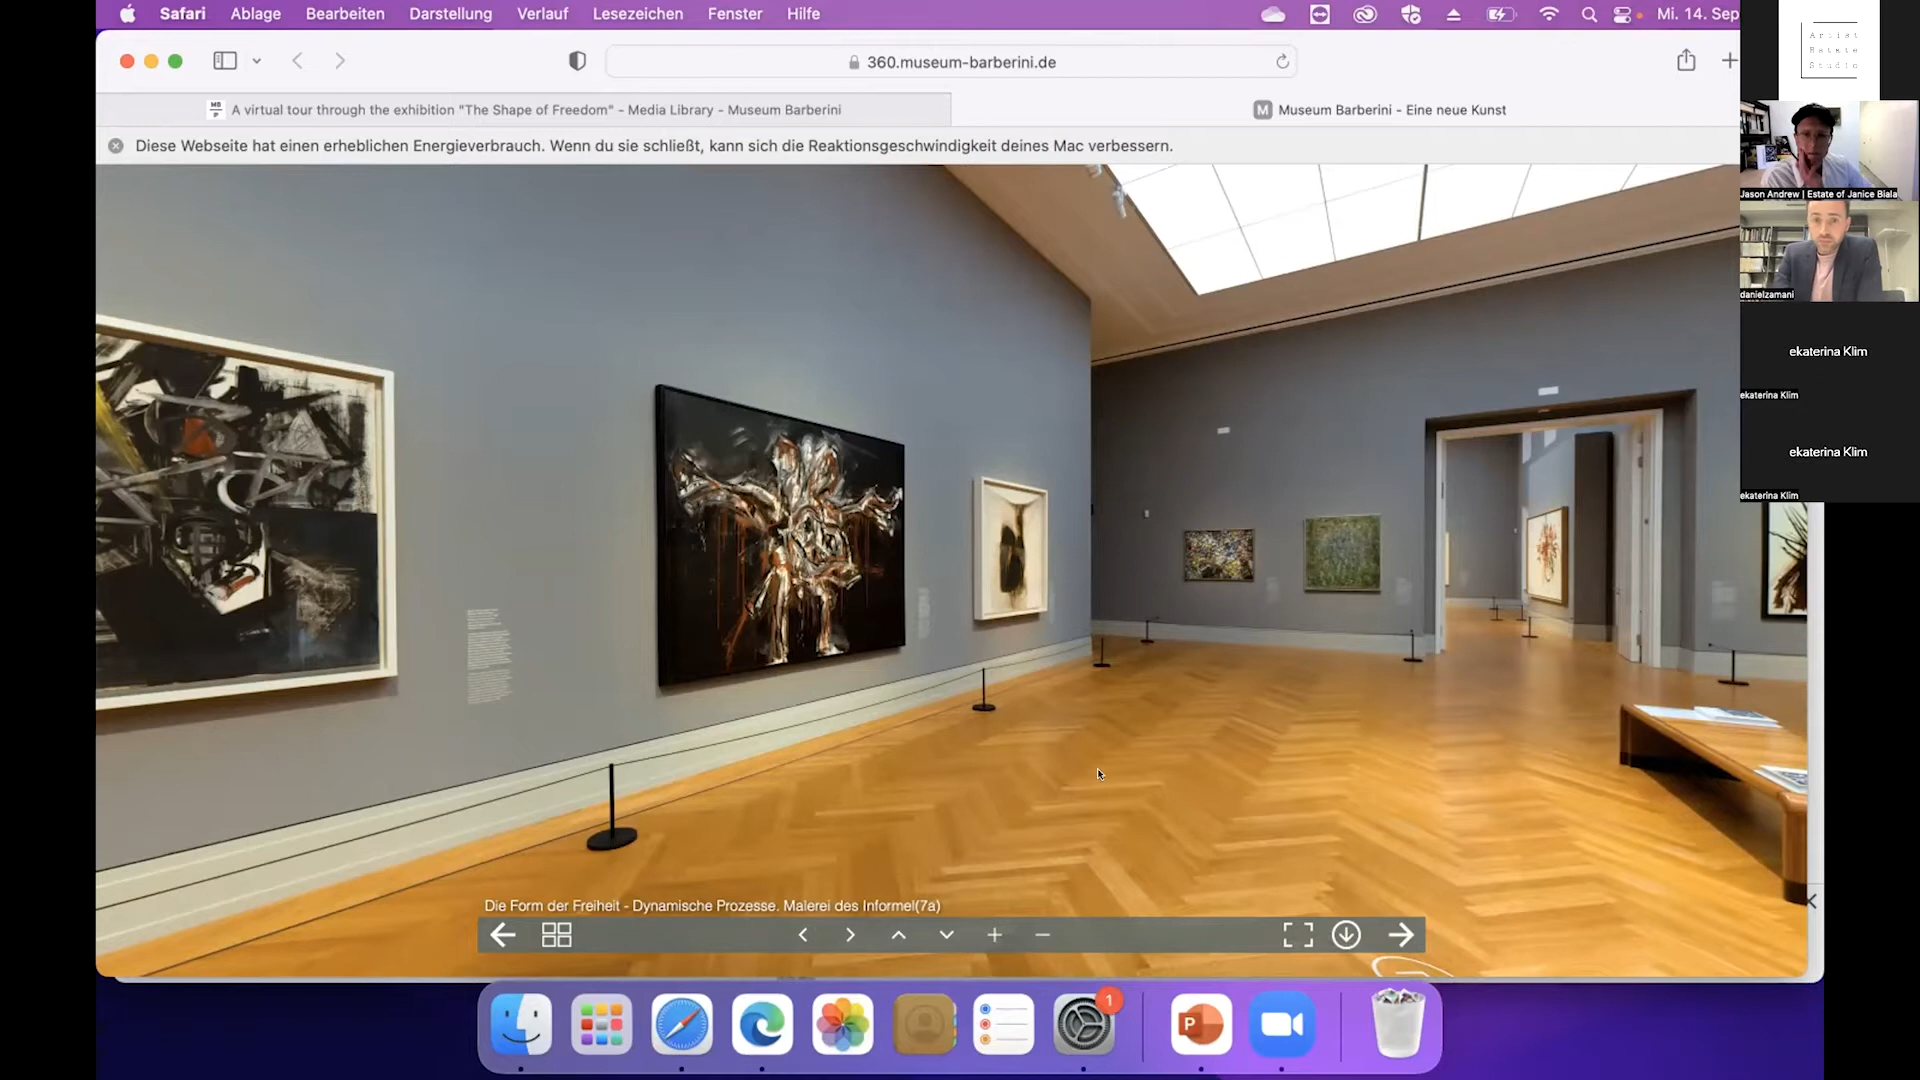 Safari Ablage Bearbeiten Darstellung Verlauf Lesezeichen Fenster Hilfe Mi. 14. Sep
360.museum-barberini.de
A virtual tour through the exhibition "The Shape of Freedom" - Media Library - Museum Barberini
M Museum Barberini - Eine neue Kunst
Diese Webseite hat einen erheblichen Energieverbrauch. Wenn du sie schließt, kann sich die Reaktionsgeschwindigkeit deines Mac verbessern.
Artist
Estate
Studio
Jason Andrew | Estate of Janice Biala
danielzamani
ekaterina Klim
ekaterina Klim
ekaterina Klim
ekaterina Klim
Die Form der Freiheit - Dynamische Prozesse. Malerei des Informel(7a)
1
P